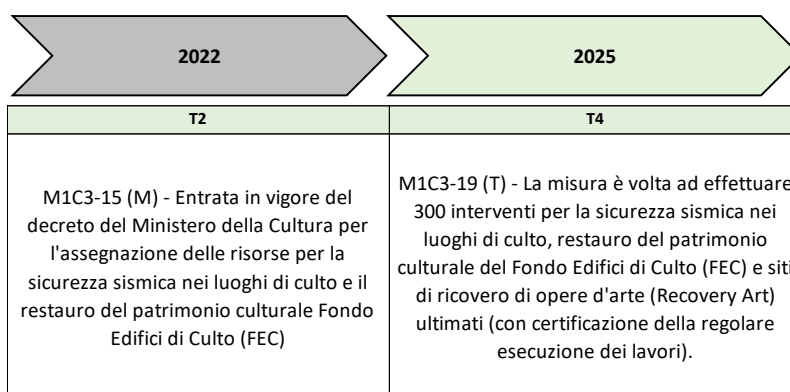 2022
2025
T2
T4
M1C3-15 (M) - Entrata in vigore del
decreto del Ministero della Cultura per
l'assegnazione delle risorse per la
sicurezza sismica nei luoghi di culto e il
restauro del patrimonio culturale Fondo
Edifici di Culto (FEC)
M1C3-19 (T) - La misura è volta ad effettuare
300 interventi per la sicurezza sismica nei
luoghi di culto, restauro del patrimonio
culturale del Fondo Edifici di Culto (FEC) e siti
di ricovero di opere d'arte (Recovery Art)
ultimati (con certificazione della regolare
esecuzione dei lavori).